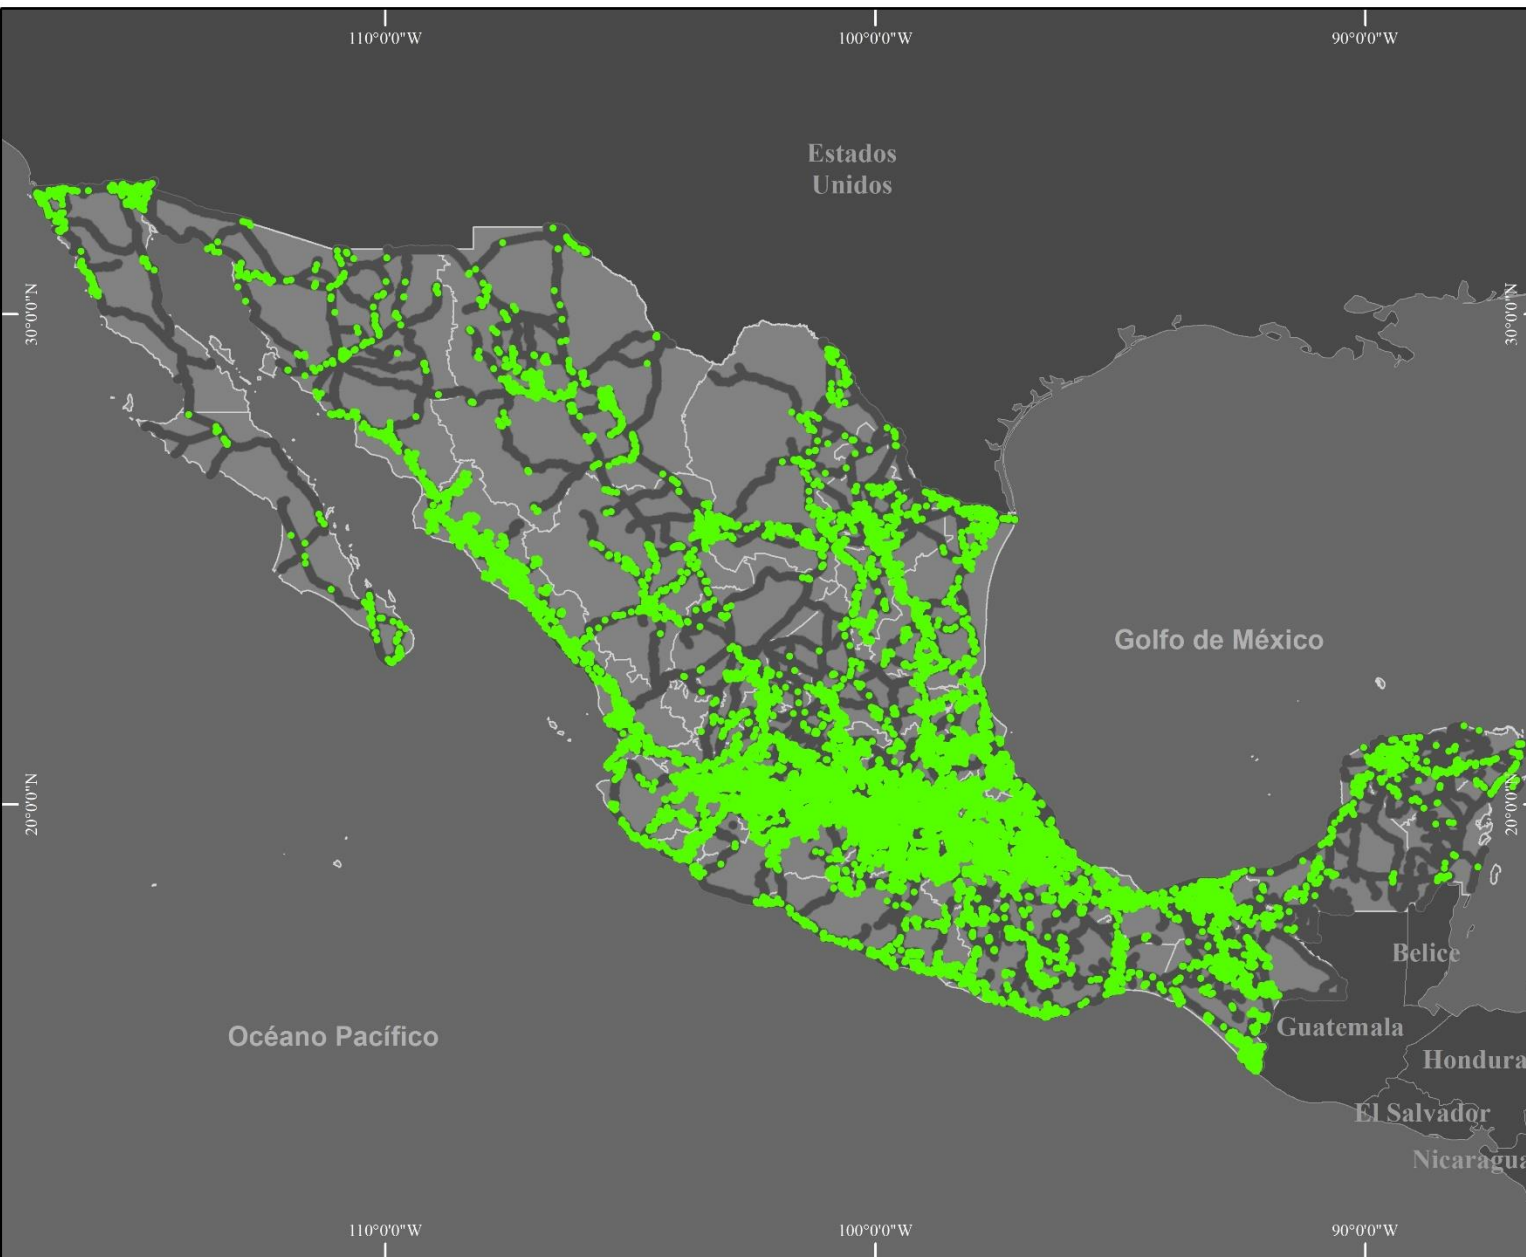 110°0'0"W
100°0'0"W
90°0'0"W
Estados
Unidos
30°0'0"N
30°0'0"N
Golfo de México
20°0'0"N
20°0'0"N
Belice
Guatemala
Océano Pacífico
Hondura
El Salvador
Nicaragua
110°0'0"W
100°0'0"W
90°0'0"W